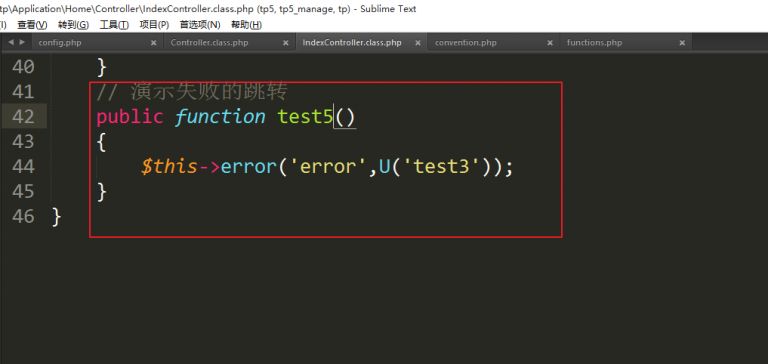 tp\Application\Home\Controller\IndexController.class.php (tp5, tp5_manage, tp) - Sublime Text
(I) 查看(V) 转到(G) 工具(T) 项目(P) 首选项(N) 帮助(H)
config.php × Controller.class.php × IndexController.class.php × convention.php × functions.php ×
40 }
41 // 演示失败的跳转
42 public function test5()
43 {
44 $this->error('error',U('test3'));
45 }
46 }